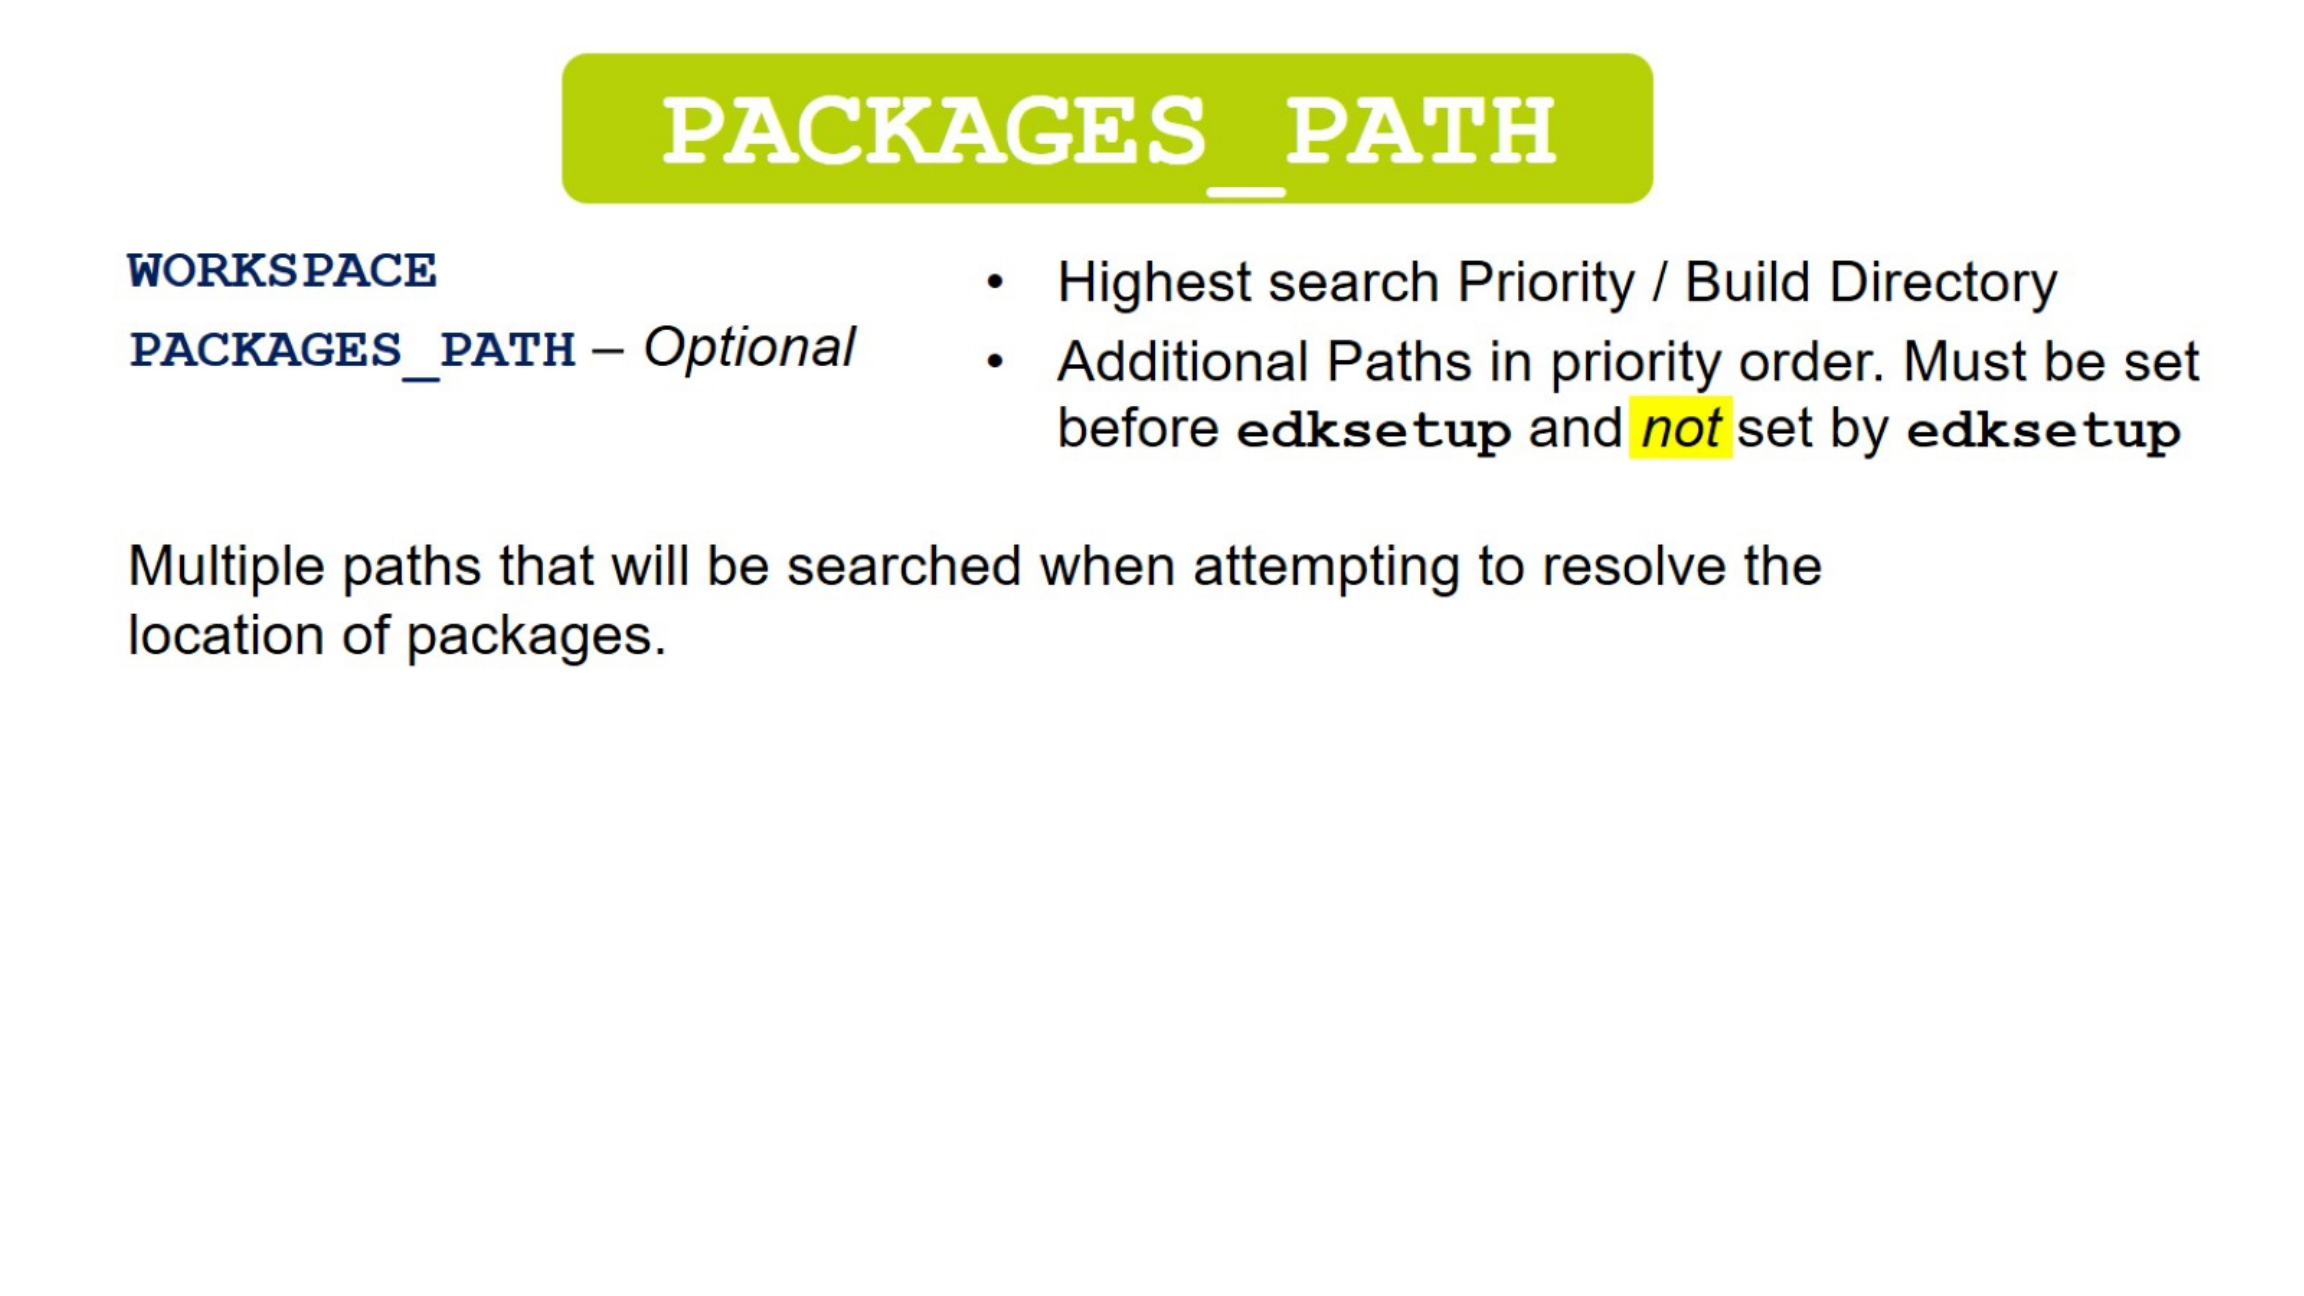 PACKAGES_PATH
WORKSPACE
• Highest search Priority / Build Directory
PACKAGES_PATH – Optional
• Additional Paths in priority order. Must be set
before edksetup and not set by edksetup
Multiple paths that will be searched when attempting to resolve the
location of packages.